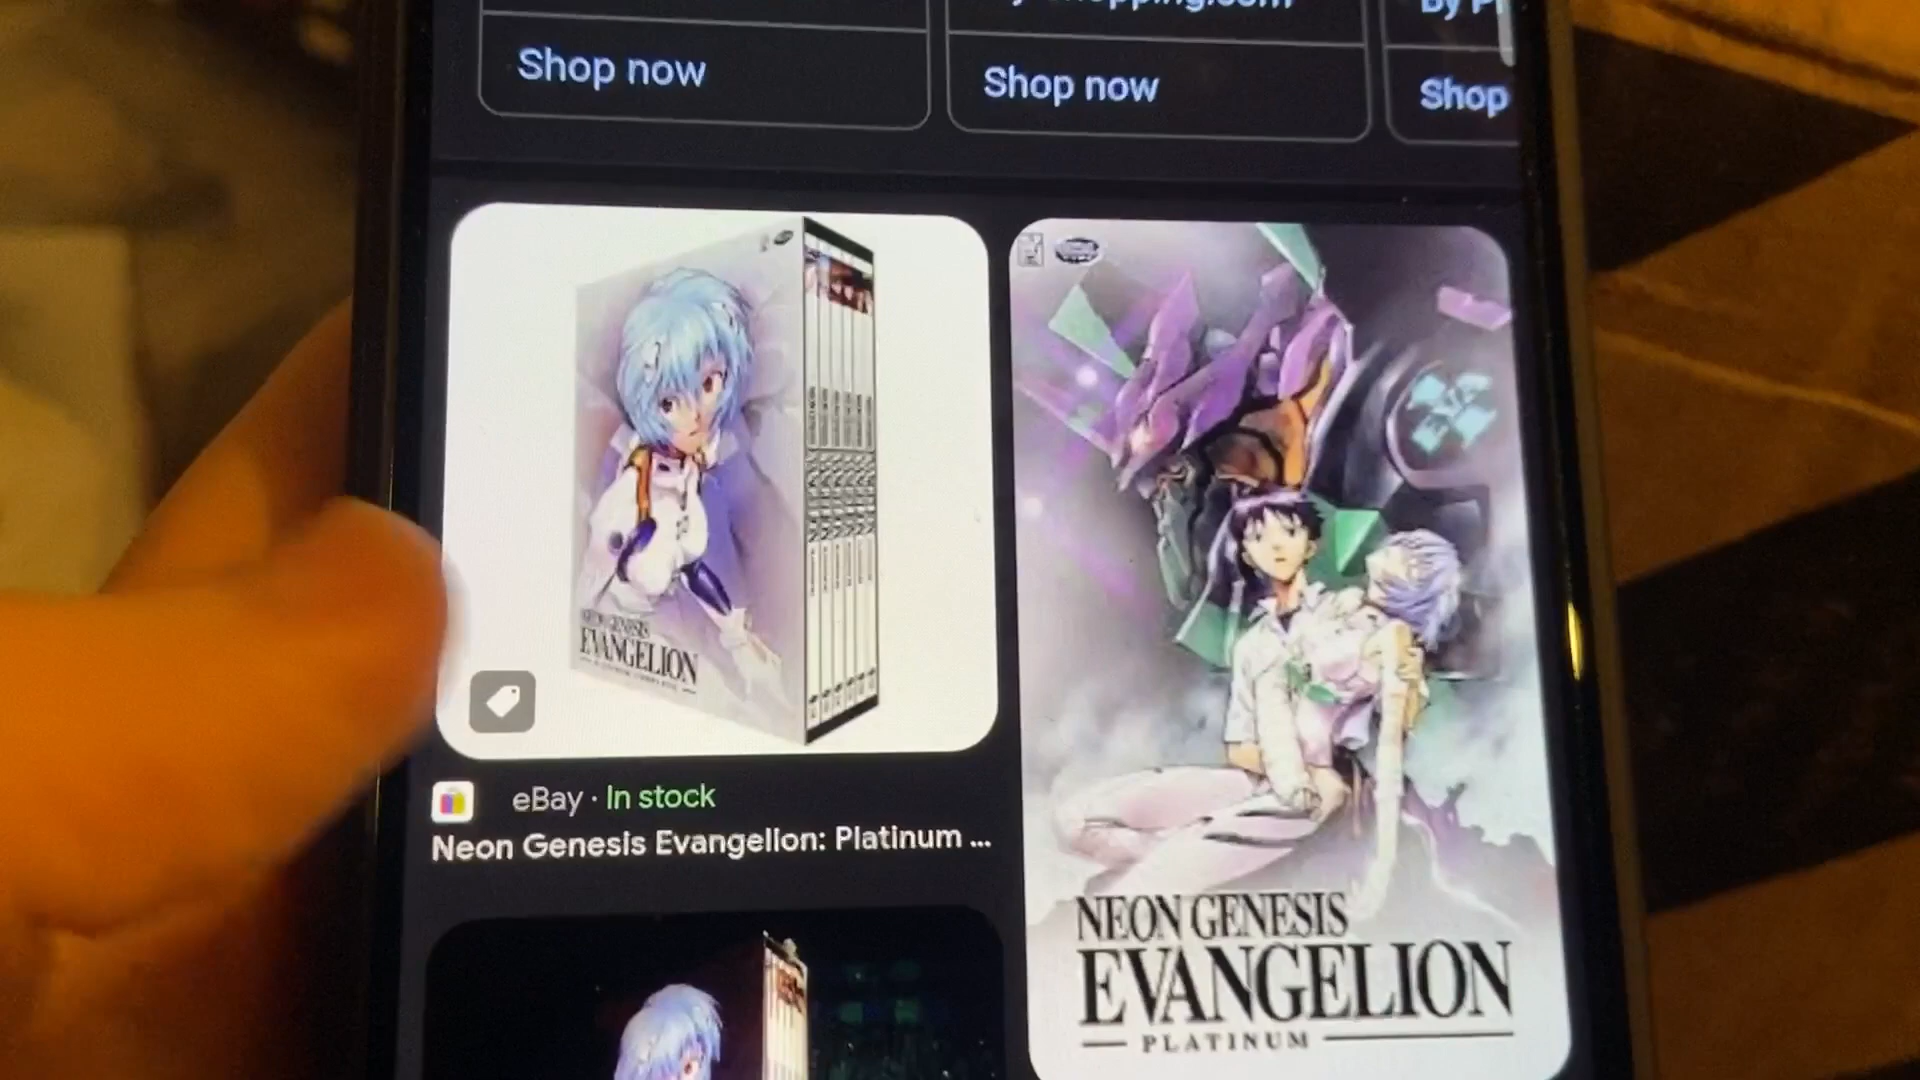 Shop now
Shop now
Shop
NEON GENESIS
EVANGELION
eBay · In stock
Neon Genesis Evangelion: Platinum ...
NEON GENESIS
EVANGELION
PLATINUM